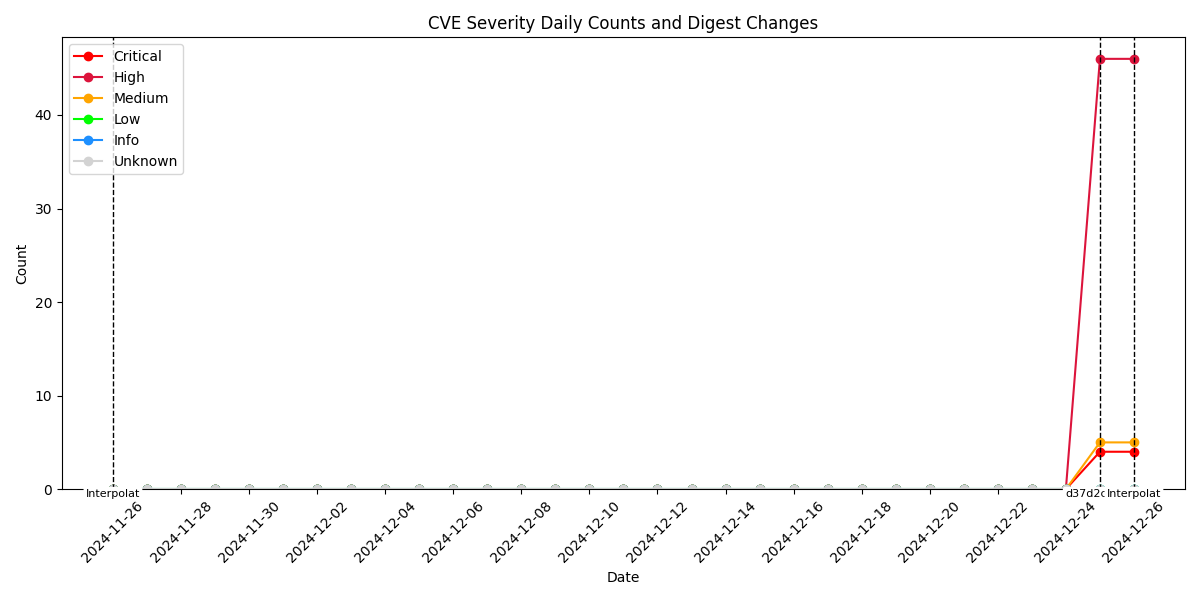 CVE Severity Daily Counts and Digest Changes
Critical
High
Medium
Low
Info
Unknown
Count
40
30
20
10
0
Interpolat
d37d2c
Interpolat
2024-11-26
2024-11-28
2024-11-30
2024-12-02
2024-12-04
2024-12-06
2024-12-08
2024-12-10
2024-12-12
2024-12-14
2024-12-16
2024-12-18
2024-12-20
2024-12-22
2024-12-24
2024-12-26
Date